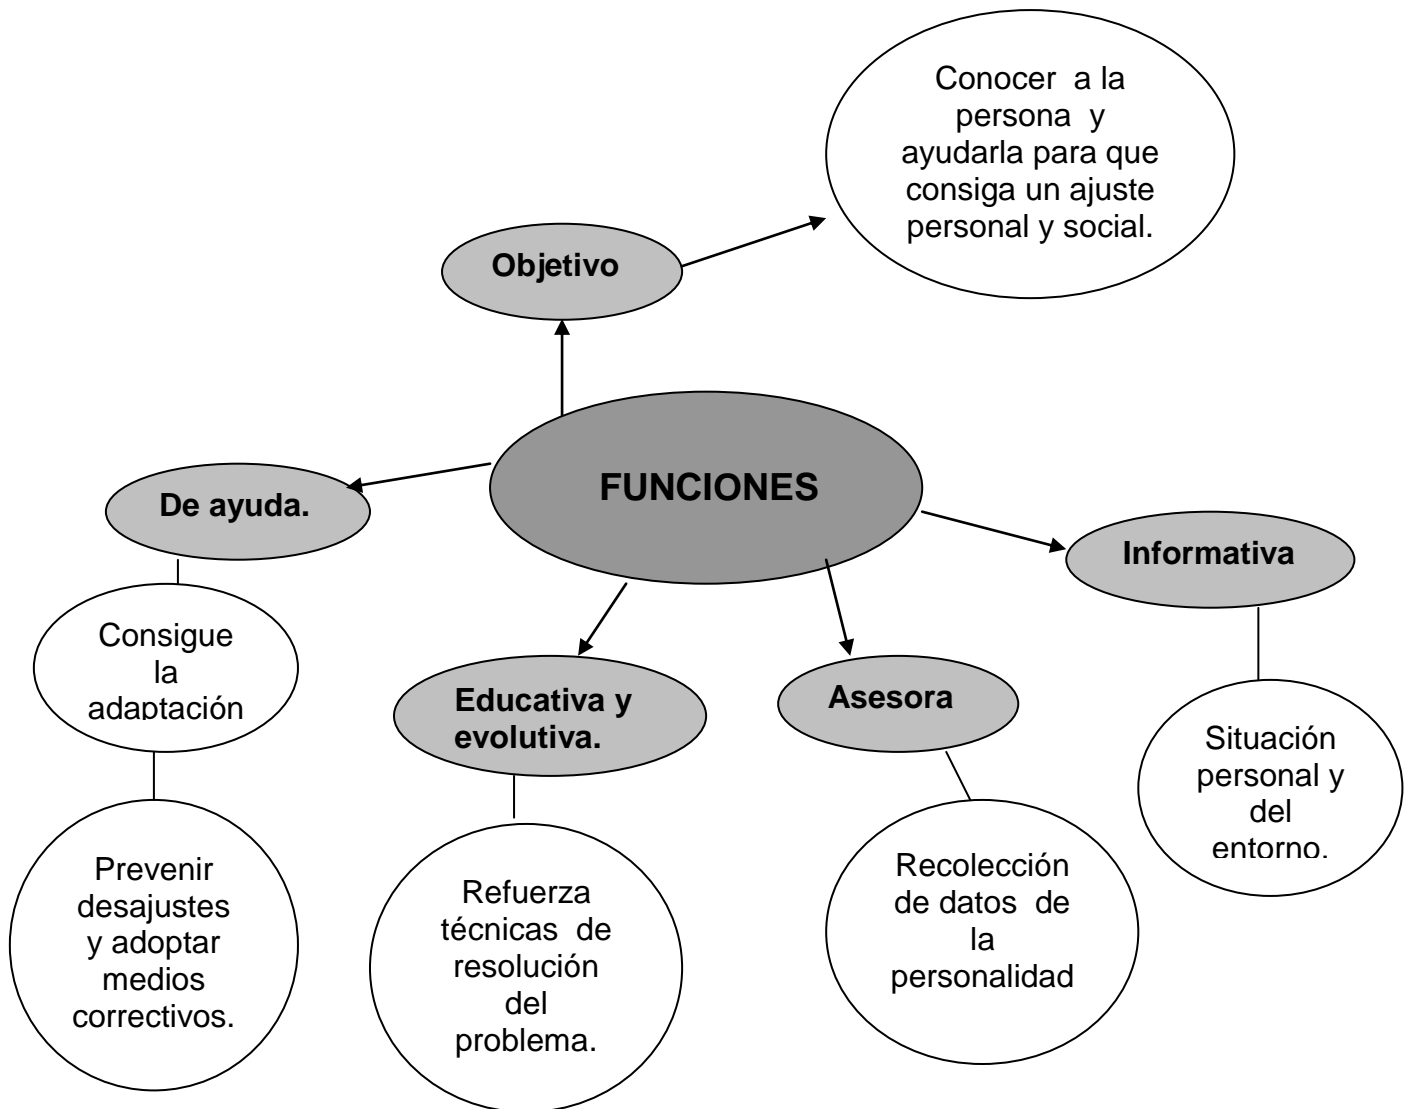 Conocer a la
persona y
ayudarla para que
consiga un ajuste
personal y social.
Objetivo
FUNCIONES
De ayuda.
Informativa
Consigue
la
adaptación
Educativa y
evolutiva.
Asesora
Situación
personal y
del
entorno.
Prevenir
desajustes
y adoptar
medios
correctivos.
Refuerza
técnicas de
resolución
del
problema.
Recolección
de datos de
la
personalidad